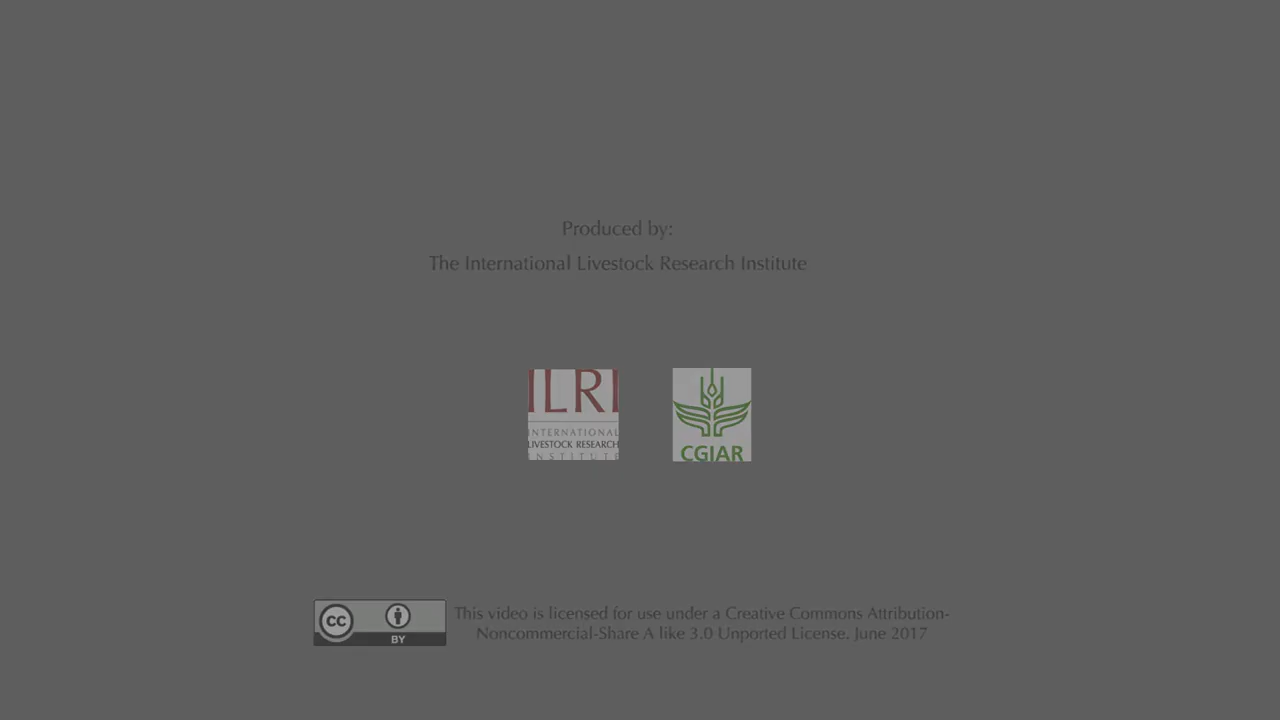 Produced by:
The International Livestock Research Institute
ILRI
INTERNATIONAL
LIVESTOCK RESEARCH
INSTITUTE
CGIAR
CC
BY
This video is licensed for use under a Creative Commons Attribution-
Noncommercial-Share A like 3.0 Unported License. June 2017